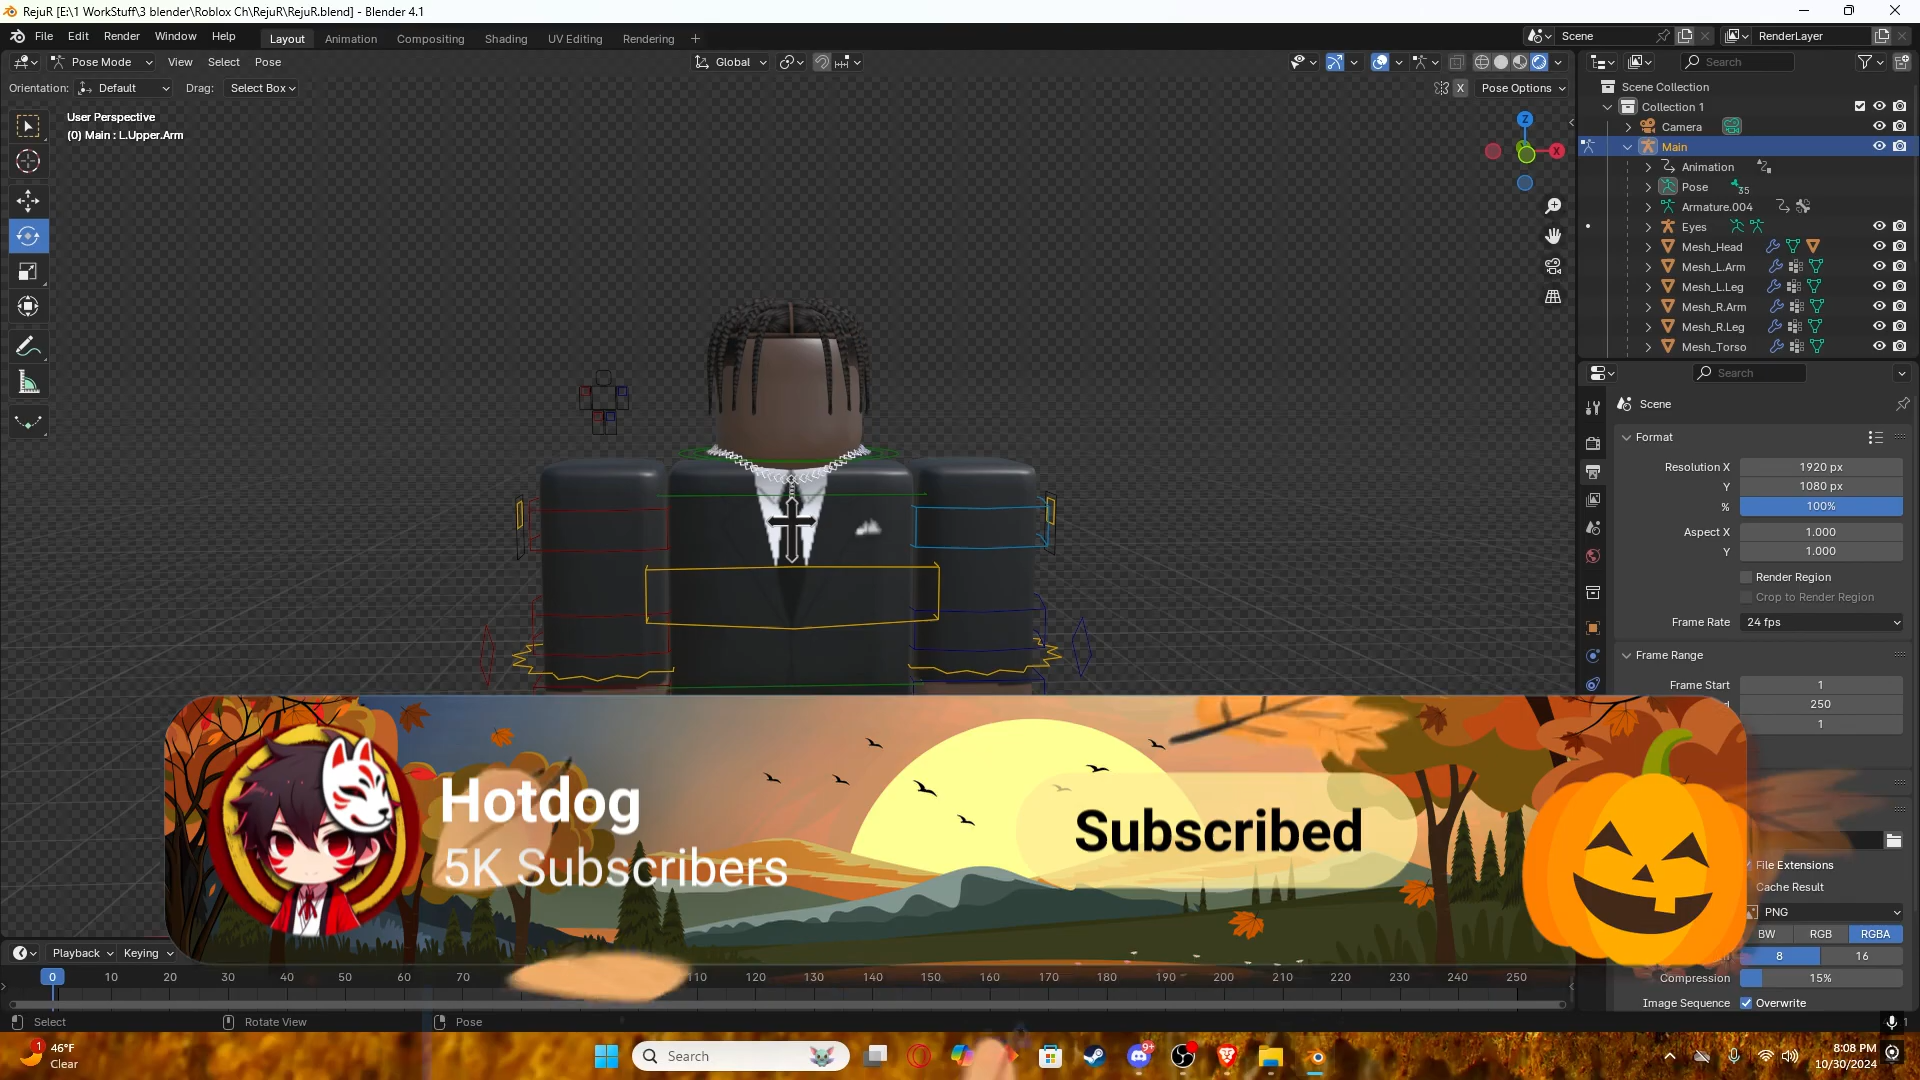 RejuR [E:\1 WorkStuff\3 blender\Roblox Ch\RejuR\RejuR.blend] - Blender 4.1
File Edit Render Window Help Layout Animation Compositing Shading UV Editing Rendering + Scene RenderLayer
Pose Mode View Select Pose Global Search
Orientation: Default Drag: Select Box X Pose Options
User Perspective
(0) Main : L.Upper.Arm
Z
X
Scene Collection
Collection 1
Camera
Main
Animation
Pose 35
Armature.004
Eyes
Mesh_Head
Mesh_L.Arm
Mesh_L.Leg
Mesh_R.Arm
Mesh_R.Leg
Mesh_Torso
Search
Scene
Format
Resolution X 1920 px
Y 1080 px
% 100%
Aspect X 1.000
Y 1.000
Render Region
Crop to Render Region
Frame Rate 24 fps
Frame Range
Frame Start 1
250
1
Hotdog
5K Subscribers
Subscribed
File Extensions
Cache Result
PNG
BW RGB RGBA
8 16
Compression 15%
Image Sequence Overwrite
Playback Keying
0 10 20 30 40 50 60 70 110 120 130 140 150 160 170 180 190 200 210 220 230 240 250
Select Rotate View Pose 1
1 46°F
Clear
Search
9+
8:08 PM
10/30/2024